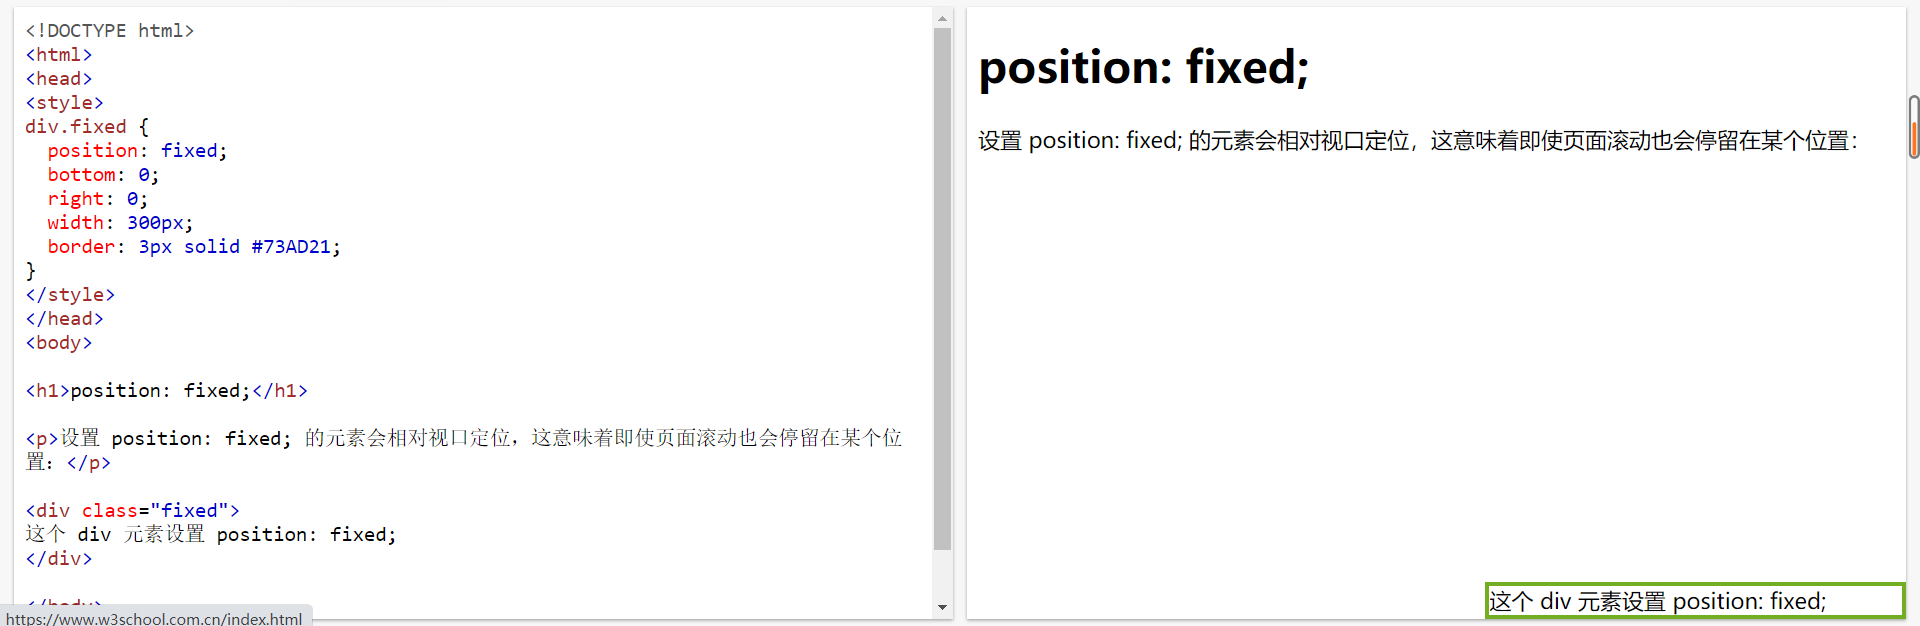 <!DOCTYPE html>
<html>
<head>
<style>
div.fixed {
  position: fixed;
  bottom: 0;
  right: 0;
  width: 300px;
  border: 3px solid #73AD21;
}
</style>
</head>
<body>

<h1>position: fixed;</h1>

<p>设置 position: fixed; 的元素会相对视口定位，这意味着即使页面滚动也会停留在某个位
置：</p>

<div class="fixed">
这个 div 元素设置 position: fixed;
</div>

</body>
https://www.w3school.com.cn/index.html
position: fixed;
设置 position: fixed; 的元素会相对视口定位，这意味着即使页面滚动也会停留在某个位置：
这个 div 元素设置 position: fixed;